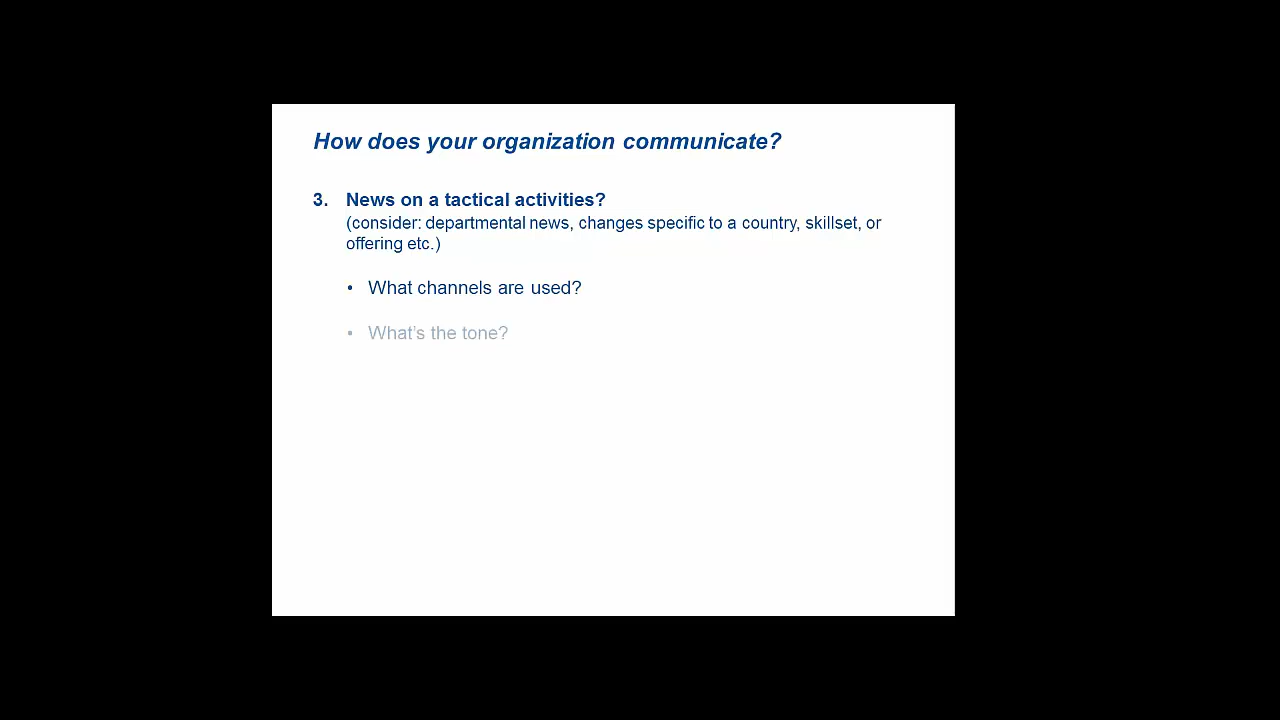 How does your organization communicate?
3. News on a tactical activities?
(consider: departmental news, changes specific to a country, skillset, or
offering etc.)
• What channels are used?
• What's the tone?